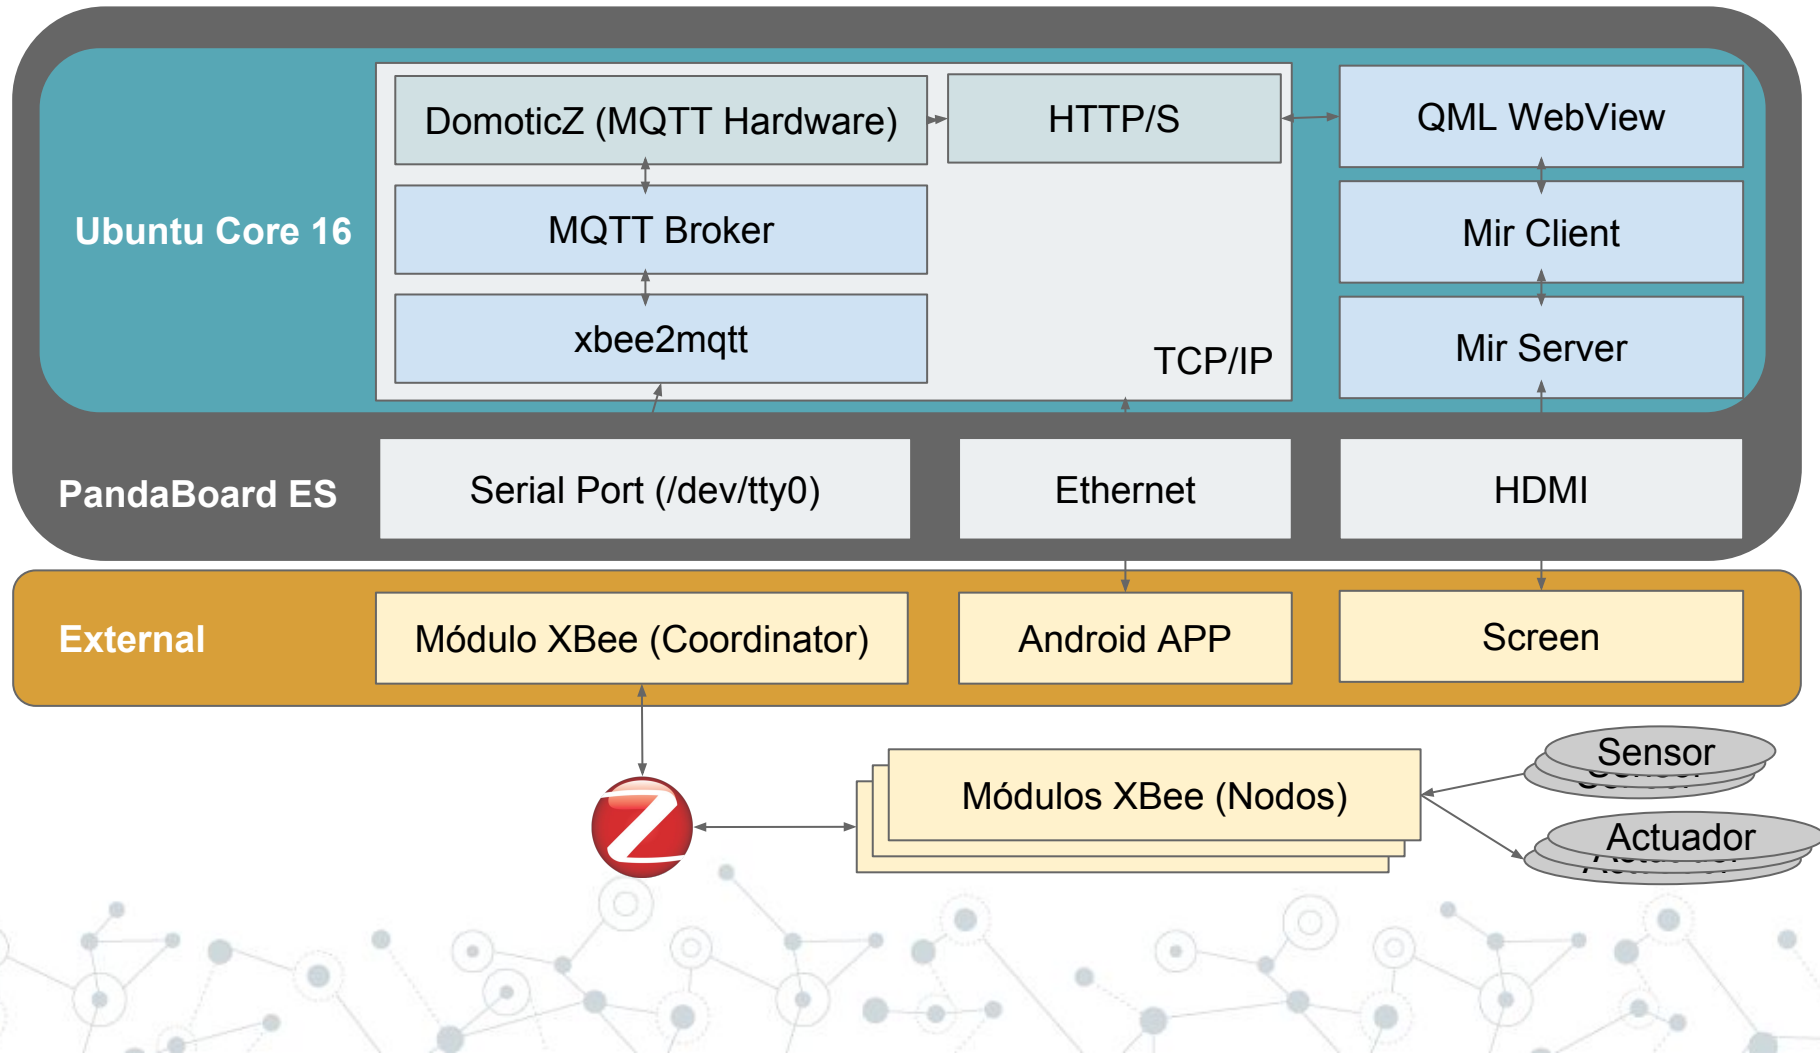 DomoticZ (MQTT Hardware)
HTTP/S
QML WebView
Ubuntu Core 16
MQTT Broker
Mir Client
xbee2mqtt
TCP/IP
Mir Server
PandaBoard ES
Serial Port (/dev/tty0)
Ethernet
HDMI
External
Módulo XBee (Coordinator)
Android APP
Screen
Z
Módulos XBee (Nodos)
Sensor
Actuador